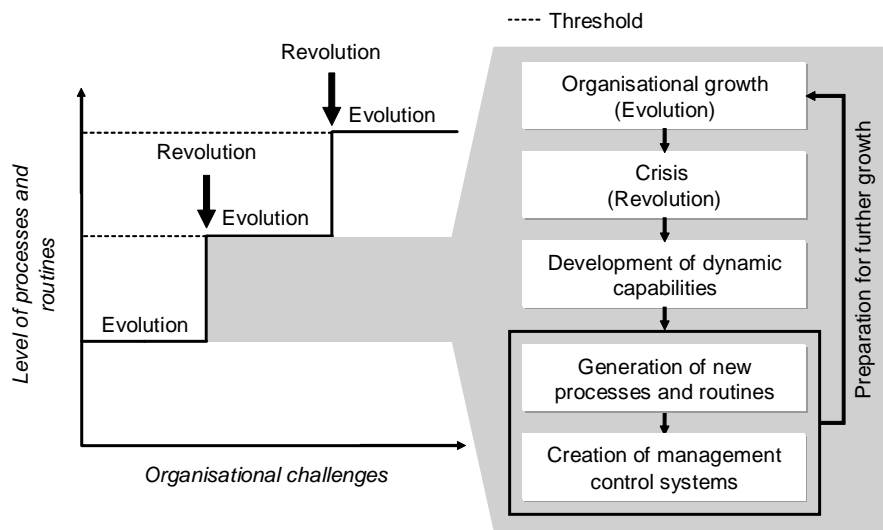 Threshold
Revolution
Evolution
Revolution
Evolution
Evolution
Level of processes and
routines
Organisational challenges
Organisational growth
(Evolution)
Crisis
(Revolution)
Development of dynamic
capabilities
Generation of new
processes and routines
Creation of management
control systems
Preparation for further growth